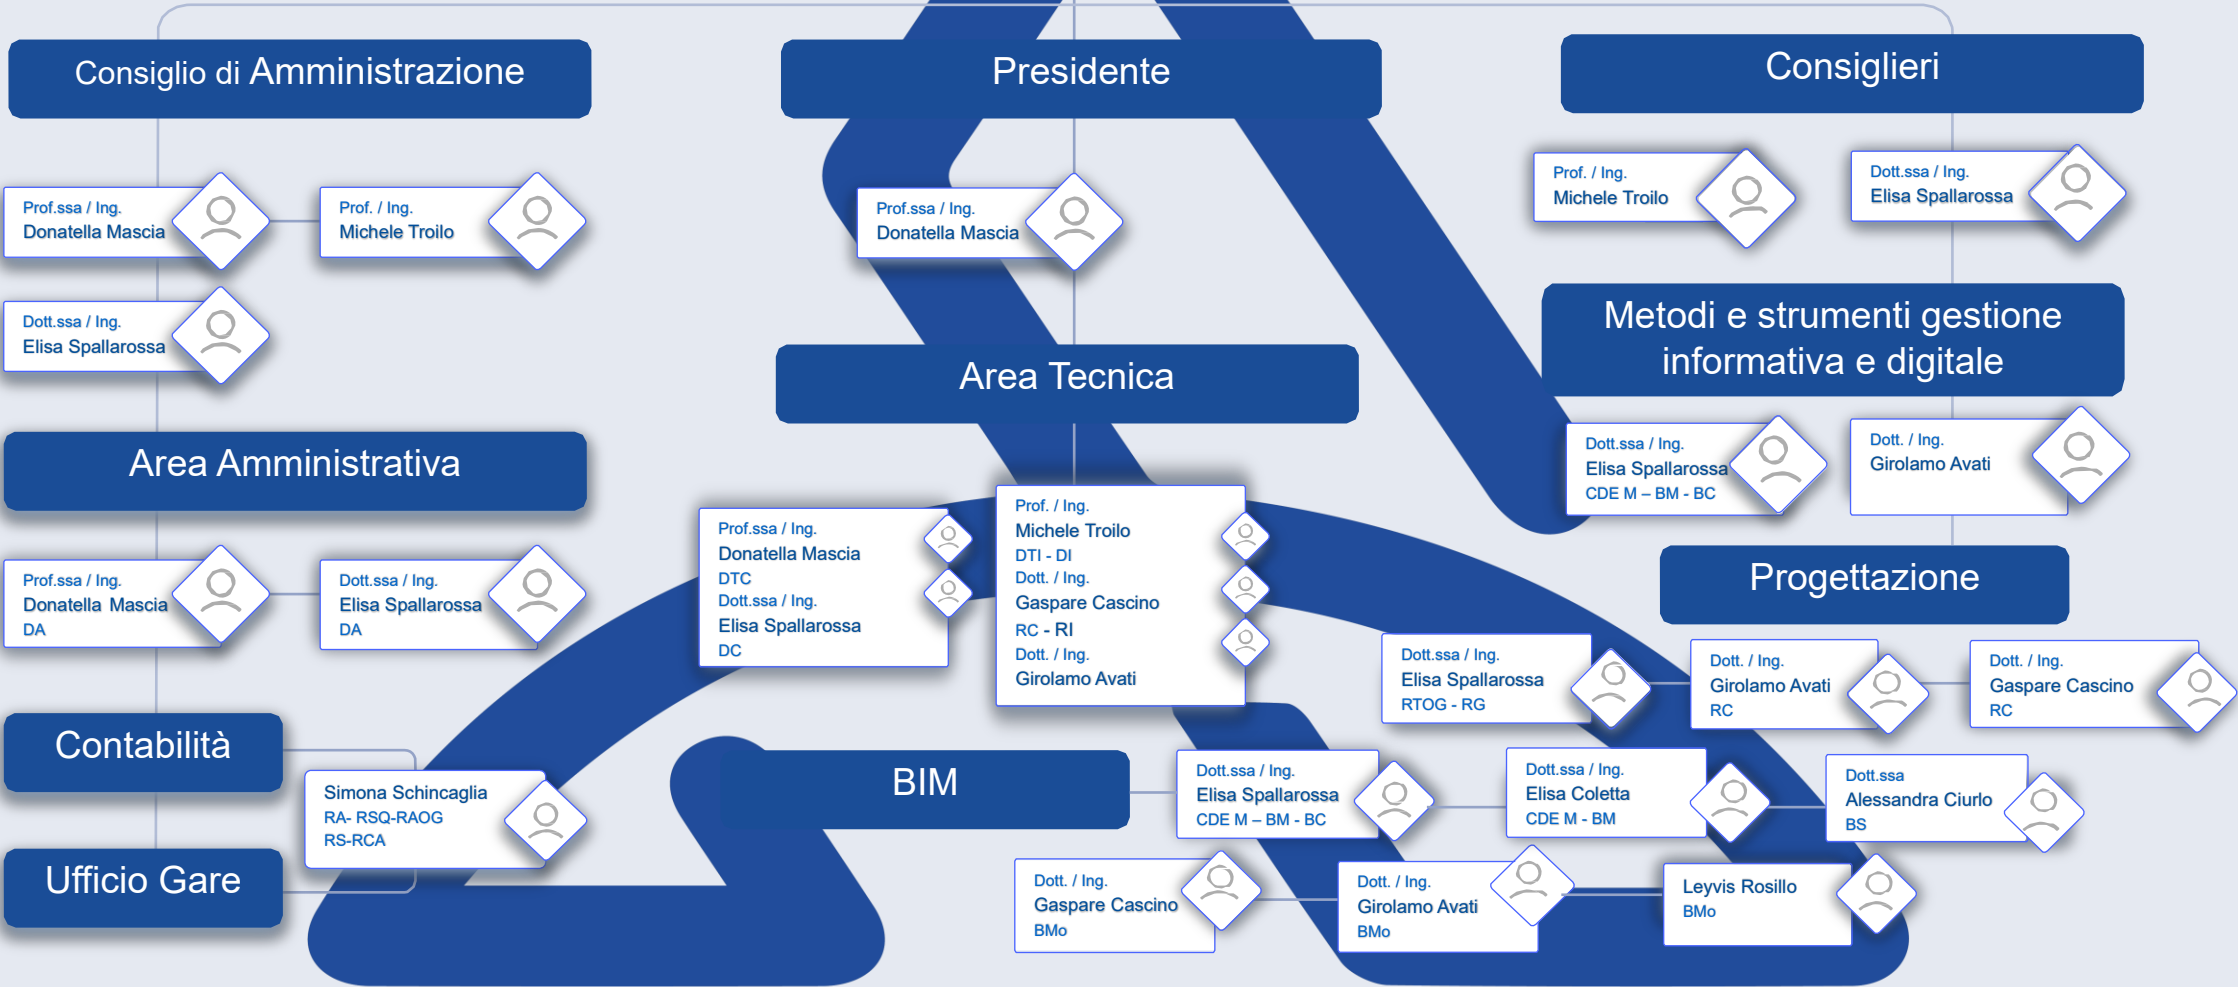 Consiglio di Amministrazione
Presidente
Consiglieri
Prof.ssa / Ing.
Donatella Mascia
Prof. / Ing.
Michele Troilo
Dott.ssa / Ing.
Elisa Spallarossa
Prof.ssa / Ing.
Donatella Mascia
Prof. / Ing.
Michele Troilo
Dott.ssa / Ing.
Elisa Spallarossa
Area Amministrativa
Area Tecnica
Metodi e strumenti gestione
informativa e digitale
Prof.ssa / Ing.
Donatella Mascia
DA
Dott.ssa / Ing.
Elisa Spallarossa
DA
Prof.ssa / Ing.
Donatella Mascia
DTC
Dott.ssa / Ing.
Elisa Spallarossa
DC
Prof. / Ing.
Michele Troilo
DTI - DI
Dott. / Ing.
Gaspare Cascino
RC - RI
Dott. / Ing.
Girolamo Avati
Dott.ssa / Ing.
Elisa Spallarossa
CDE M – BM - BC
Dott. / Ing.
Girolamo Avati
Progettazione
Dott.ssa / Ing.
Elisa Spallarossa
RTOG - RG
Dott. / Ing.
Girolamo Avati
RC
Dott. / Ing.
Gaspare Cascino
RC
Contabilità
Ufficio Gare
Simona Schincaglia
RA- RSQ-RAOG
RS-RCA
BIM
Dott.ssa / Ing.
Elisa Spallarossa
CDE M – BM - BC
Dott.ssa / Ing.
Elisa Coletta
CDE M - BM
Dott.ssa
Alessandra Ciurlo
BS
Dott. / Ing.
Gaspare Cascino
BMo
Dott. / Ing.
Girolamo Avati
BMo
Leyvis Rosillo
BMo